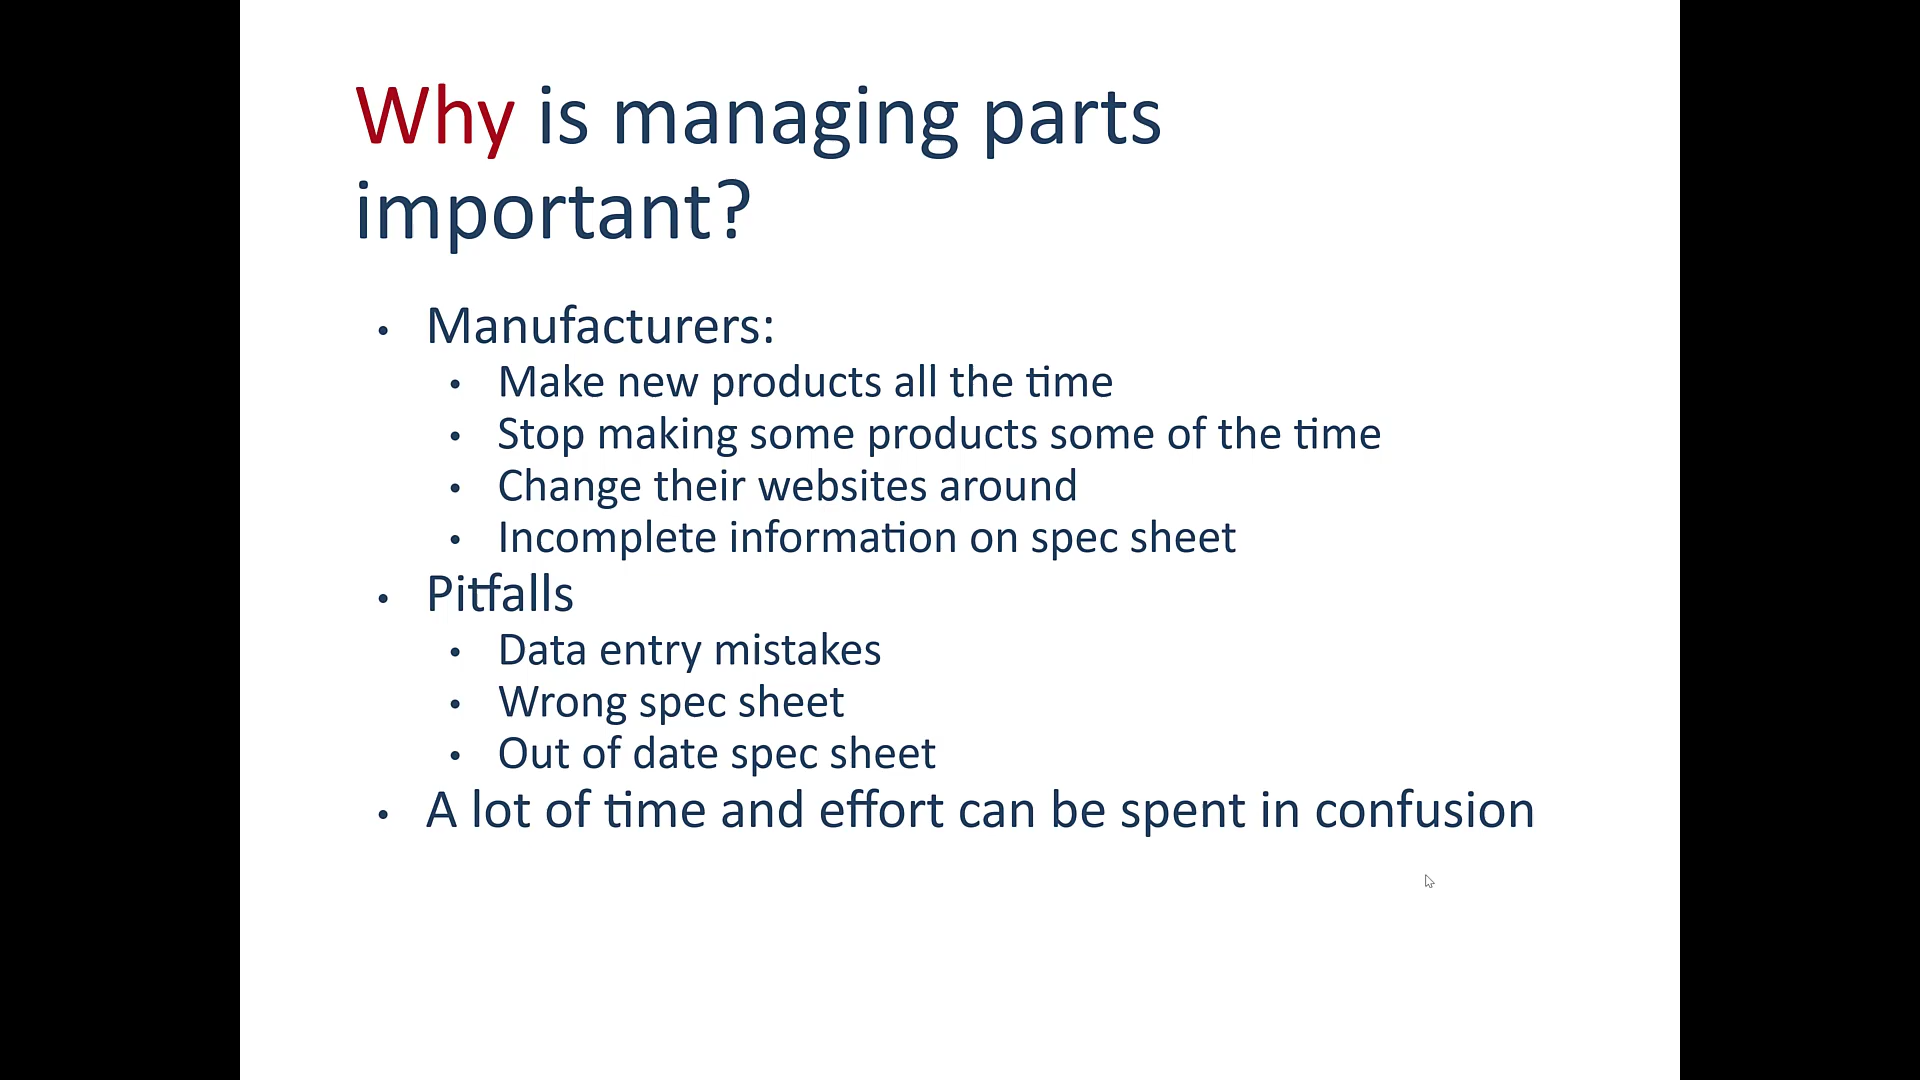 Why is managing parts
important?
• Manufacturers:
• Make new products all the time
• Stop making some products some of the time
• Change their websites around
• Incomplete information on spec sheet
• Pitfalls
• Data entry mistakes
• Wrong spec sheet
• Out of date spec sheet
• A lot of time and effort can be spent in confusion